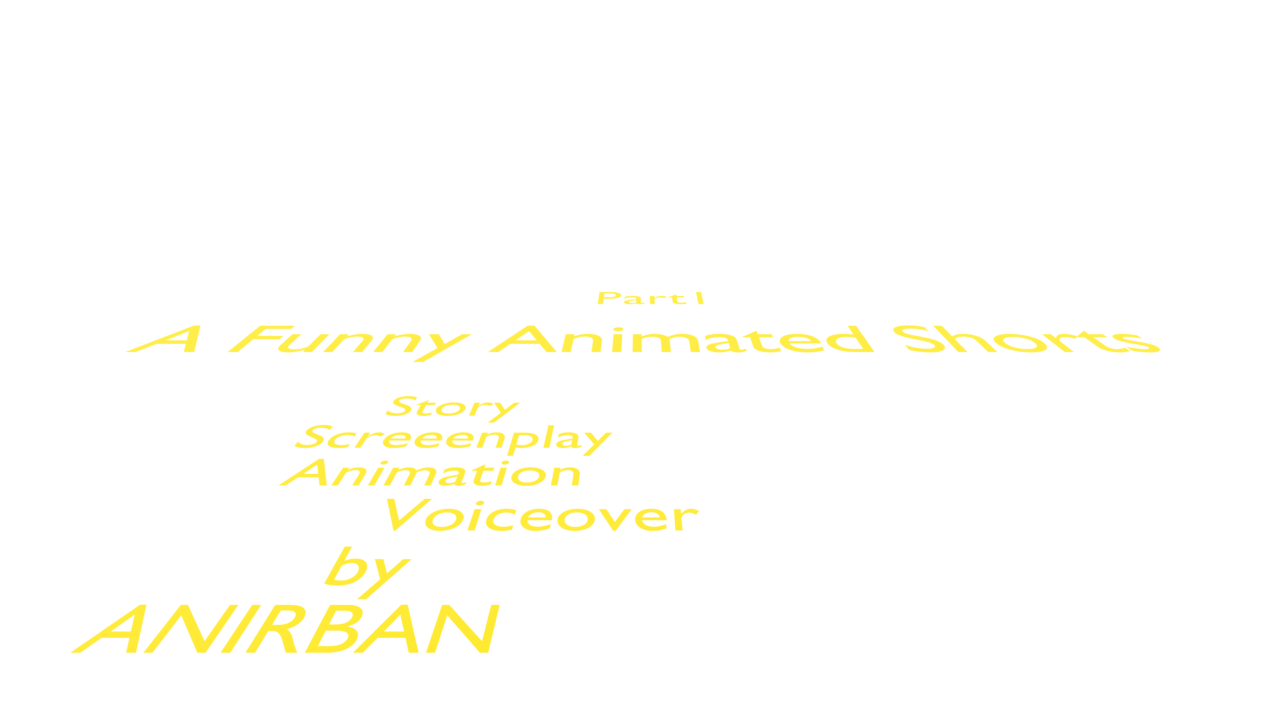 Part I
A Funny Animated Shorts
Story
Screeenplay
Animation
Voiceover
by
ANIRBAN